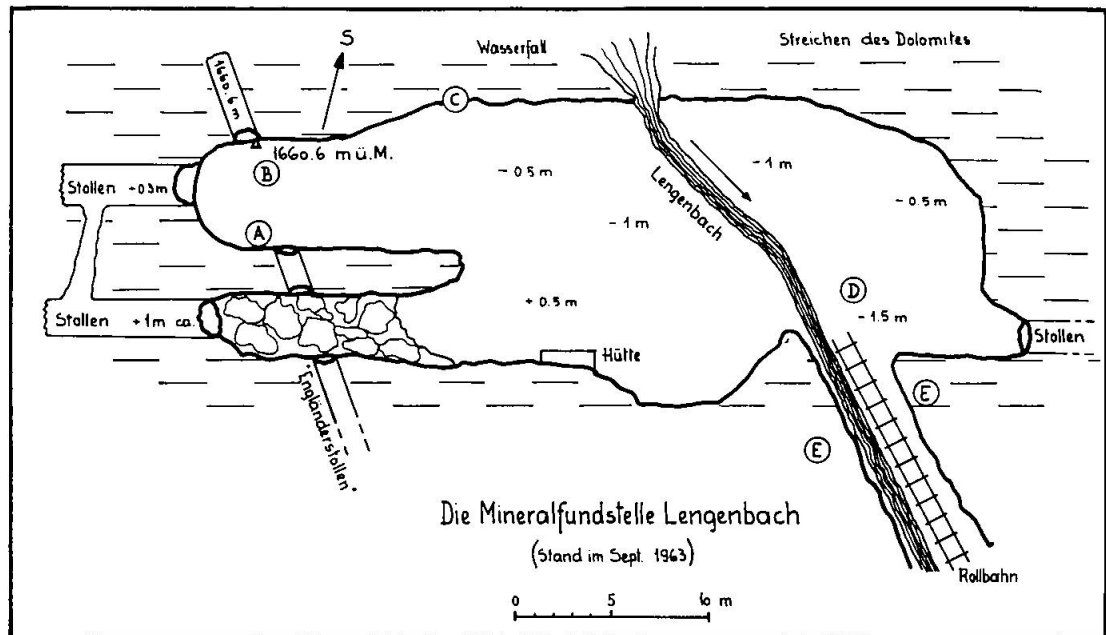 Wasserfall
Streichen des Dolomites
S
1660.6 m
C
1660.6 m ü.M.
B
Stollen +0.3m
- 0.5 m
- 1 m
- 0.5 m
Lengenbach
A
- 1 m
D
Stollen +1m ca.
+ 0.5 m
- 1.5 m
Stollen
Hütte
"Engländerstollen"
E
E
Die Mineralfundstelle Lengenbach
(Stand im Sept. 1963)
Rollbahn
0 5 10 m